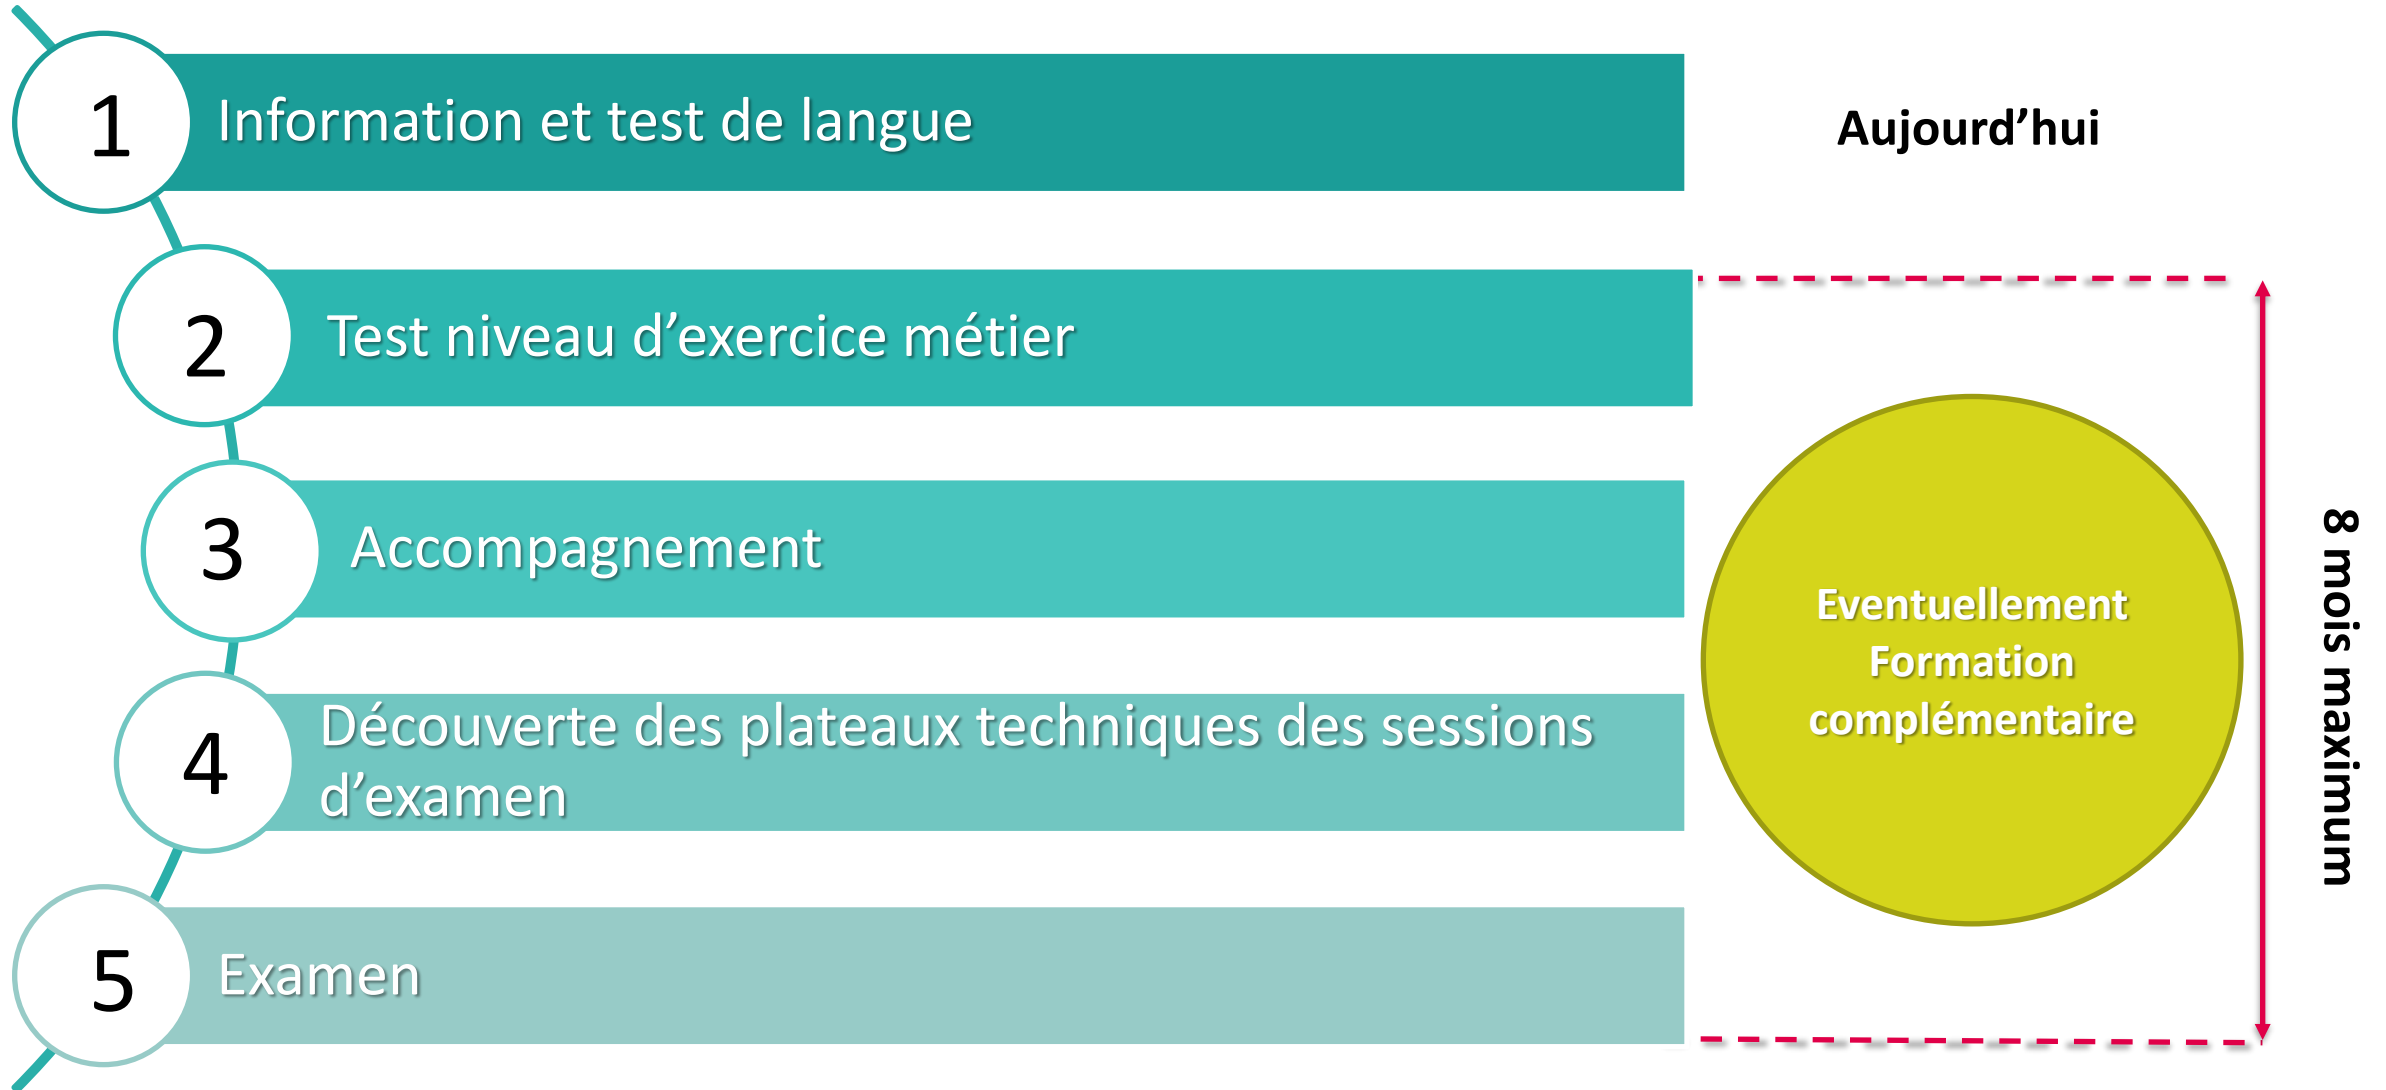 1
Information et test de langue
Aujourd’hui
2
Test niveau d’exercice métier
3
Accompagnement
4
Découverte des plateaux techniques des sessions
d’examen
5
Examen
Eventuellement
Formation
complémentaire
8 mois maximum